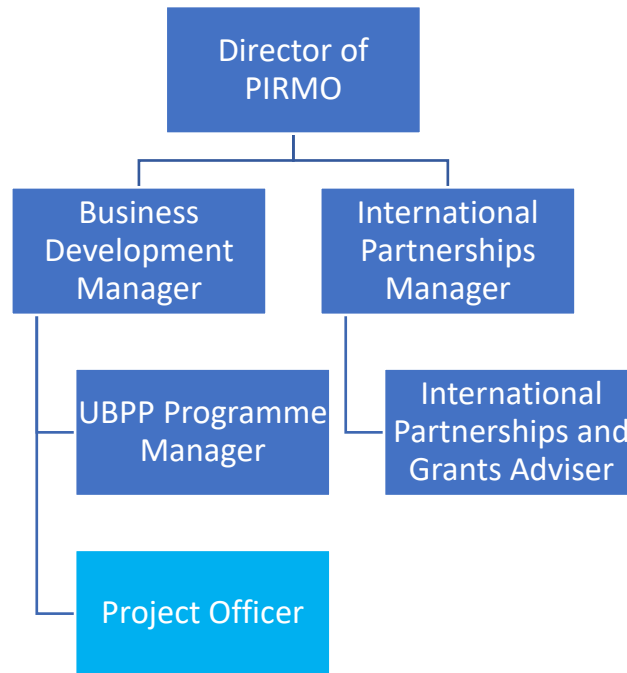 Director of
PIRMO
Business
Development
Manager
International
Partnerships
Manager
UBPP Programme
Manager
International
Partnerships and
Grants Adviser
Project Officer